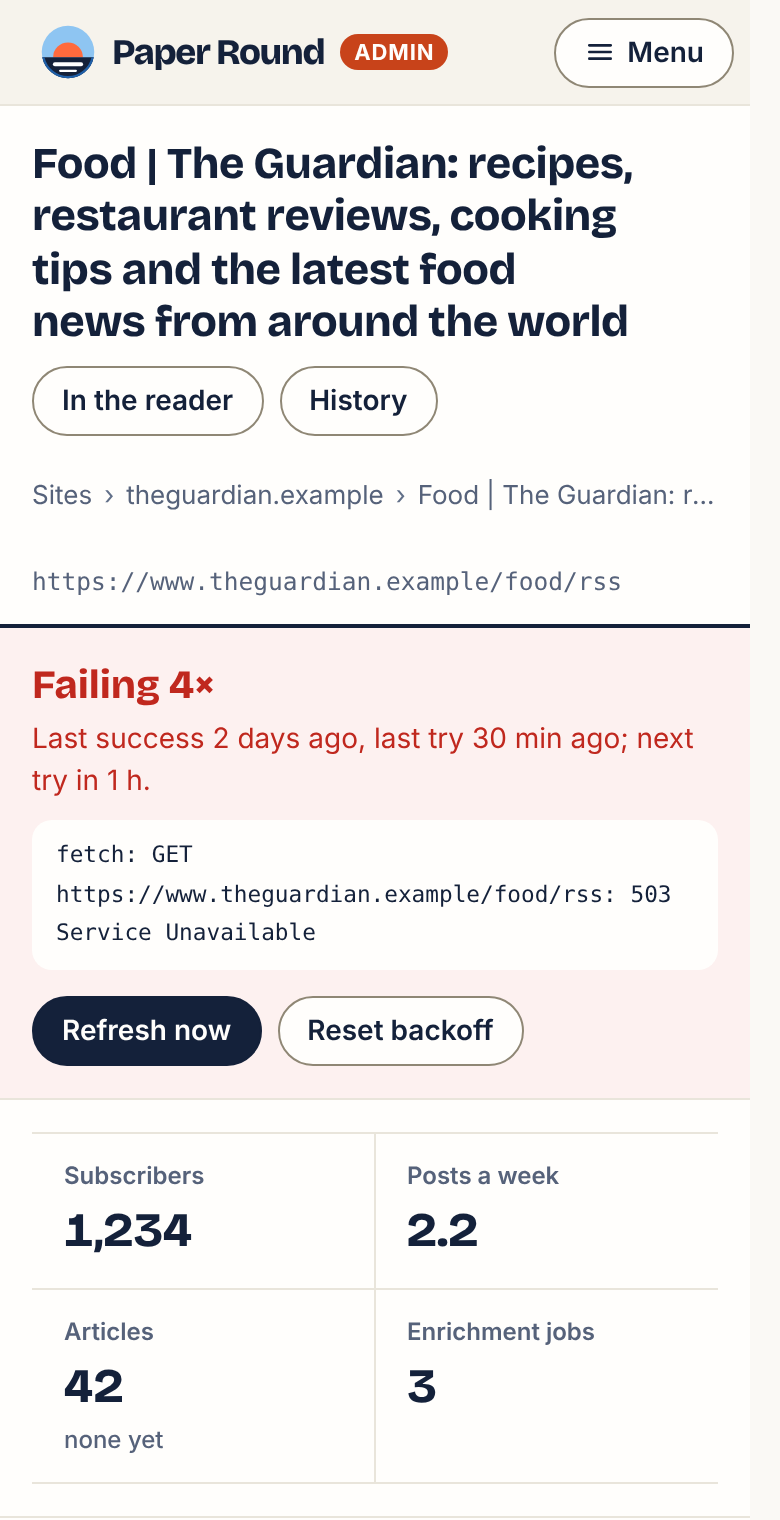 Paper Round ADMIN Menu
Food | The Guardian: recipes,
restaurant reviews, cooking
tips and the latest food
news from around the world
In the reader History
Sites › theguardian.example › Food | The Guardian: r…
https://www.theguardian.example/food/rss
Failing 4×
Last success 2 days ago, last try 30 min ago; next
try in 1 h.
fetch: GET
https://www.theguardian.example/food/rss: 503
Service Unavailable
Refresh now Reset backoff
Subscribers Posts a week
1,234 2.2
Articles Enrichment jobs
42 3
none yet